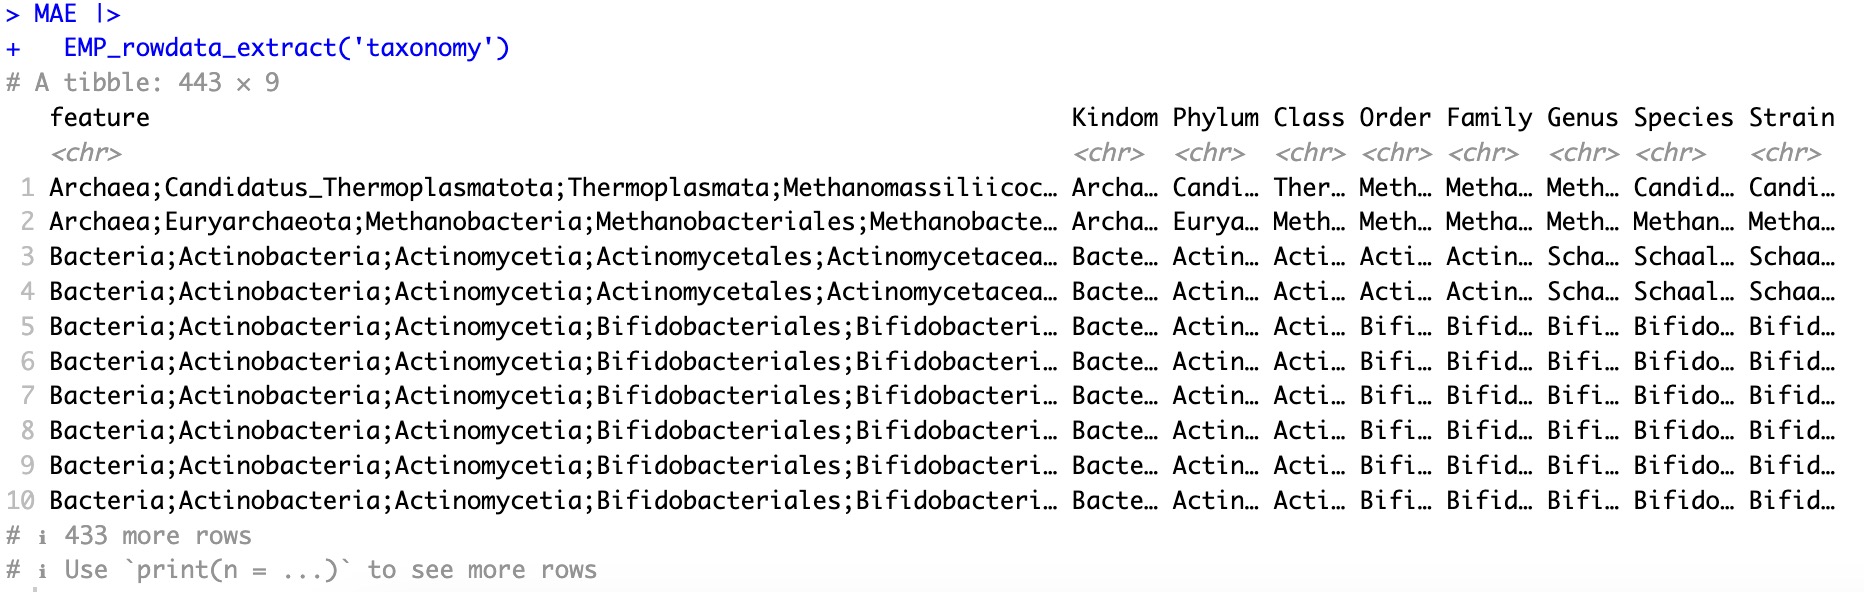 > MAE |>
+   EMP_rowdata_extract('taxonomy')
# A tibble: 443 × 9
   feature Kindom Phylum Class Order Family Genus Species Strain
   <chr> <chr> <chr> <chr> <chr> <chr> <chr> <chr> <chr>
 1 Archaea;Candidatus_Thermoplasmatota;Thermoplasmata;Methanomassiliicoc… Archa… Candi… Ther… Meth… Metha… Meth… Candid… Candi…
 2 Archaea;Euryarchaeota;Methanobacteria;Methanobacteriales;Methanobacte… Archa… Eurya… Meth… Meth… Metha… Meth… Methan… Metha…
 3 Bacteria;Actinobacteria;Actinomycetia;Actinomycetales;Actinomycetacea… Bacte… Actin… Acti… Acti… Actin… Scha… Schaal… Schaa…
 4 Bacteria;Actinobacteria;Actinomycetia;Actinomycetales;Actinomycetacea… Bacte… Actin… Acti… Acti… Actin… Scha… Schaal… Schaa…
 5 Bacteria;Actinobacteria;Actinomycetia;Bifidobacteriales;Bifidobacteri… Bacte… Actin… Acti… Bifi… Bifid… Bifi… Bifido… Bifid…
 6 Bacteria;Actinobacteria;Actinomycetia;Bifidobacteriales;Bifidobacteri… Bacte… Actin… Acti… Bifi… Bifid… Bifi… Bifido… Bifid…
 7 Bacteria;Actinobacteria;Actinomycetia;Bifidobacteriales;Bifidobacteri… Bacte… Actin… Acti… Bifi… Bifid… Bifi… Bifido… Bifid…
 8 Bacteria;Actinobacteria;Actinomycetia;Bifidobacteriales;Bifidobacteri… Bacte… Actin… Acti… Bifi… Bifid… Bifi… Bifido… Bifid…
 9 Bacteria;Actinobacteria;Actinomycetia;Bifidobacteriales;Bifidobacteri… Bacte… Actin… Acti… Bifi… Bifid… Bifi… Bifido… Bifid…
10 Bacteria;Actinobacteria;Actinomycetia;Bifidobacteriales;Bifidobacteri… Bacte… Actin… Acti… Bifi… Bifid… Bifi… Bifido… Bifid…
# ℹ 433 more rows
# ℹ Use `print(n = ...)` to see more rows